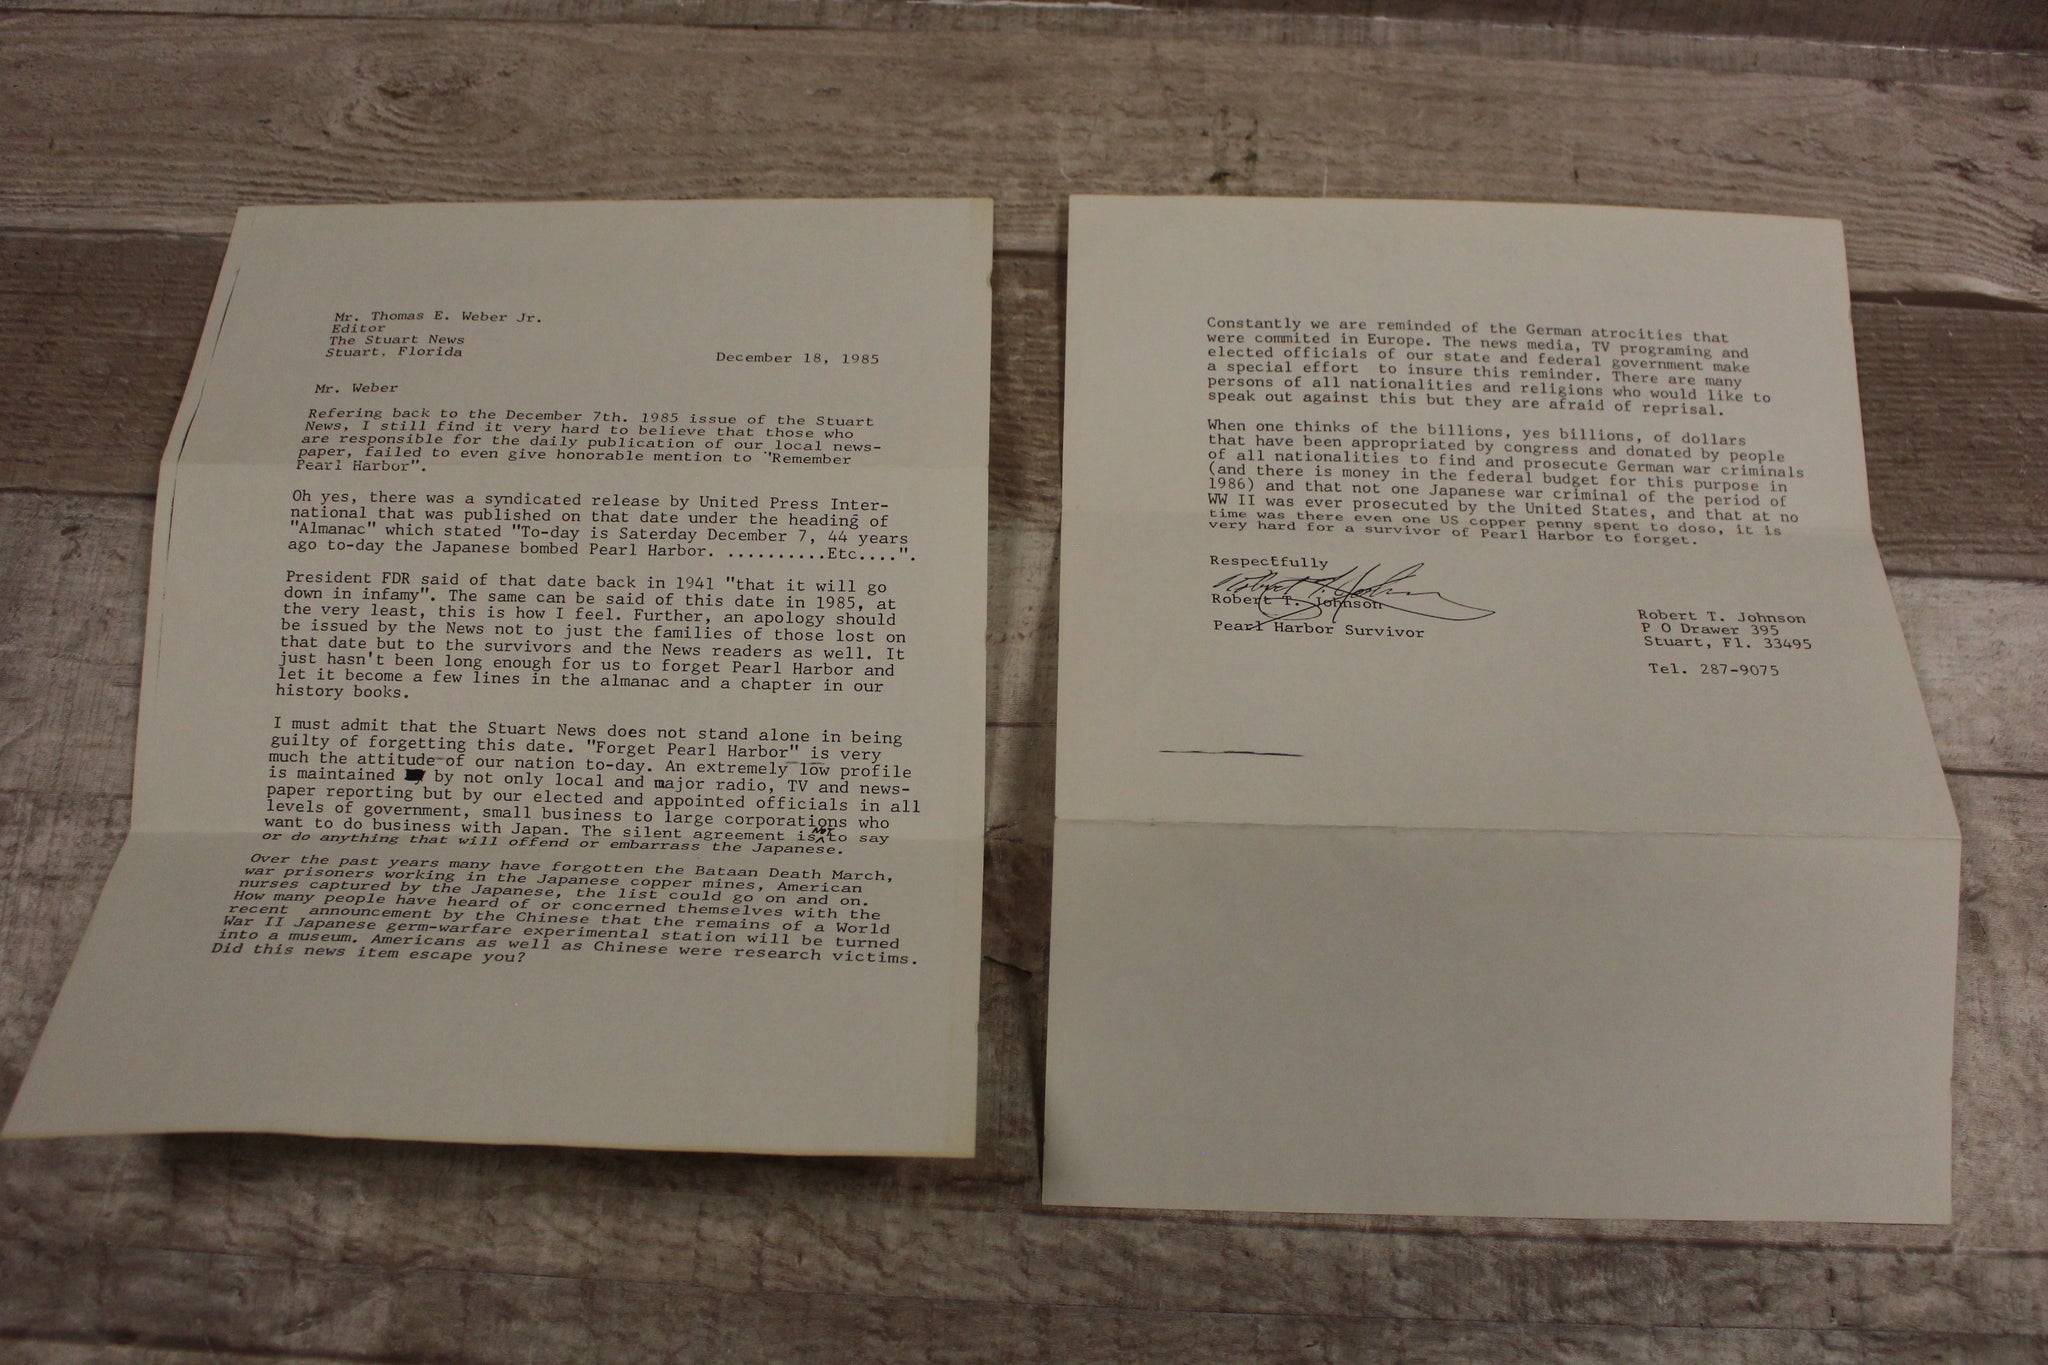 Mr. Thomas E. Weber Jr.
Editor
The Stuart News
Stuart, Florida
December 18, 1985
Mr. Weber
Refering back to the December 7th. 1985 issue of the Stuart
News, I still find it very hard to believe that those who
are responsible for the daily publication of our local news-
paper, failed to even give honorable mention to "Remember
Pearl Harbor".
Oh yes, there was a syndicated release by United Press Inter-
national that was published on that date under the heading of
"Almanac" which stated "To-day is Saterday December 7, 44 years
ago to-day the Japanese bombed Pearl Harbor. ..........Etc....".
President FDR said of that date back in 1941 "that it will go
down in infamy". The same can be said of this date in 1985, at
the very least, this is how I feel. Further, an apology should
be issued by the News not to just the families of those lost on
that date but to the survivors and the News readers as well. It
just hasn't been long enough for us to forget Pearl Harbor and
let it become a few lines in the almanac and a chapter in our
history books.
I must admit that the Stuart News does not stand alone in being
guilty of forgetting this date. "Forget Pearl Harbor" is very
much the attitude of our nation to-day. An extremely low profile
is maintained by not only local and major radio, TV and news-
paper reporting but by our elected and appointed officials in all
levels of government, small business to large corporations who
want to do business with Japan. The silent agreement is NOT to say
or do anything that will offend or embarrass the Japanese.
Over the past years many have forgotten the Bataan Death March,
war prisoners working in the Japanese copper mines, American
nurses captured by the Japanese, the list could go on and on.
How many people have heard of or concerned themselves with the
recent announcement by the Chinese that the remains of a World
War II Japanese germ-warfare experimental station will be turned
into a museum. Americans as well as Chinese were research victims.
Did this news item escape you?
Constantly we are reminded of the German atrocities that
were commited in Europe. The news media, TV programing and
elected officials of our state and federal government make
a special effort to insure this reminder. There are many
persons of all nationalities and religions who would like to
speak out against this but they are afraid of reprisal.
When one thinks of the billions, yes billions, of dollars
that have been appropriated by congress and donated by people
of all nationalities to find and prosecute German war criminals
(and there is money in the federal budget for this purpose in
1986) and that not one Japanese war criminal of the period of
WW II was ever prosecuted by the United States, and that at no
time was there even one US copper penny spent to doso, it is
very hard for a survivor of Pearl Harbor to forget.
Respectfully
Robert T. Johnson
Robert T. Johnson
Pearl Harbor Survivor
Robert T. Johnson
P O Drawer 395
Stuart, Fl. 33495
Tel. 287-9075